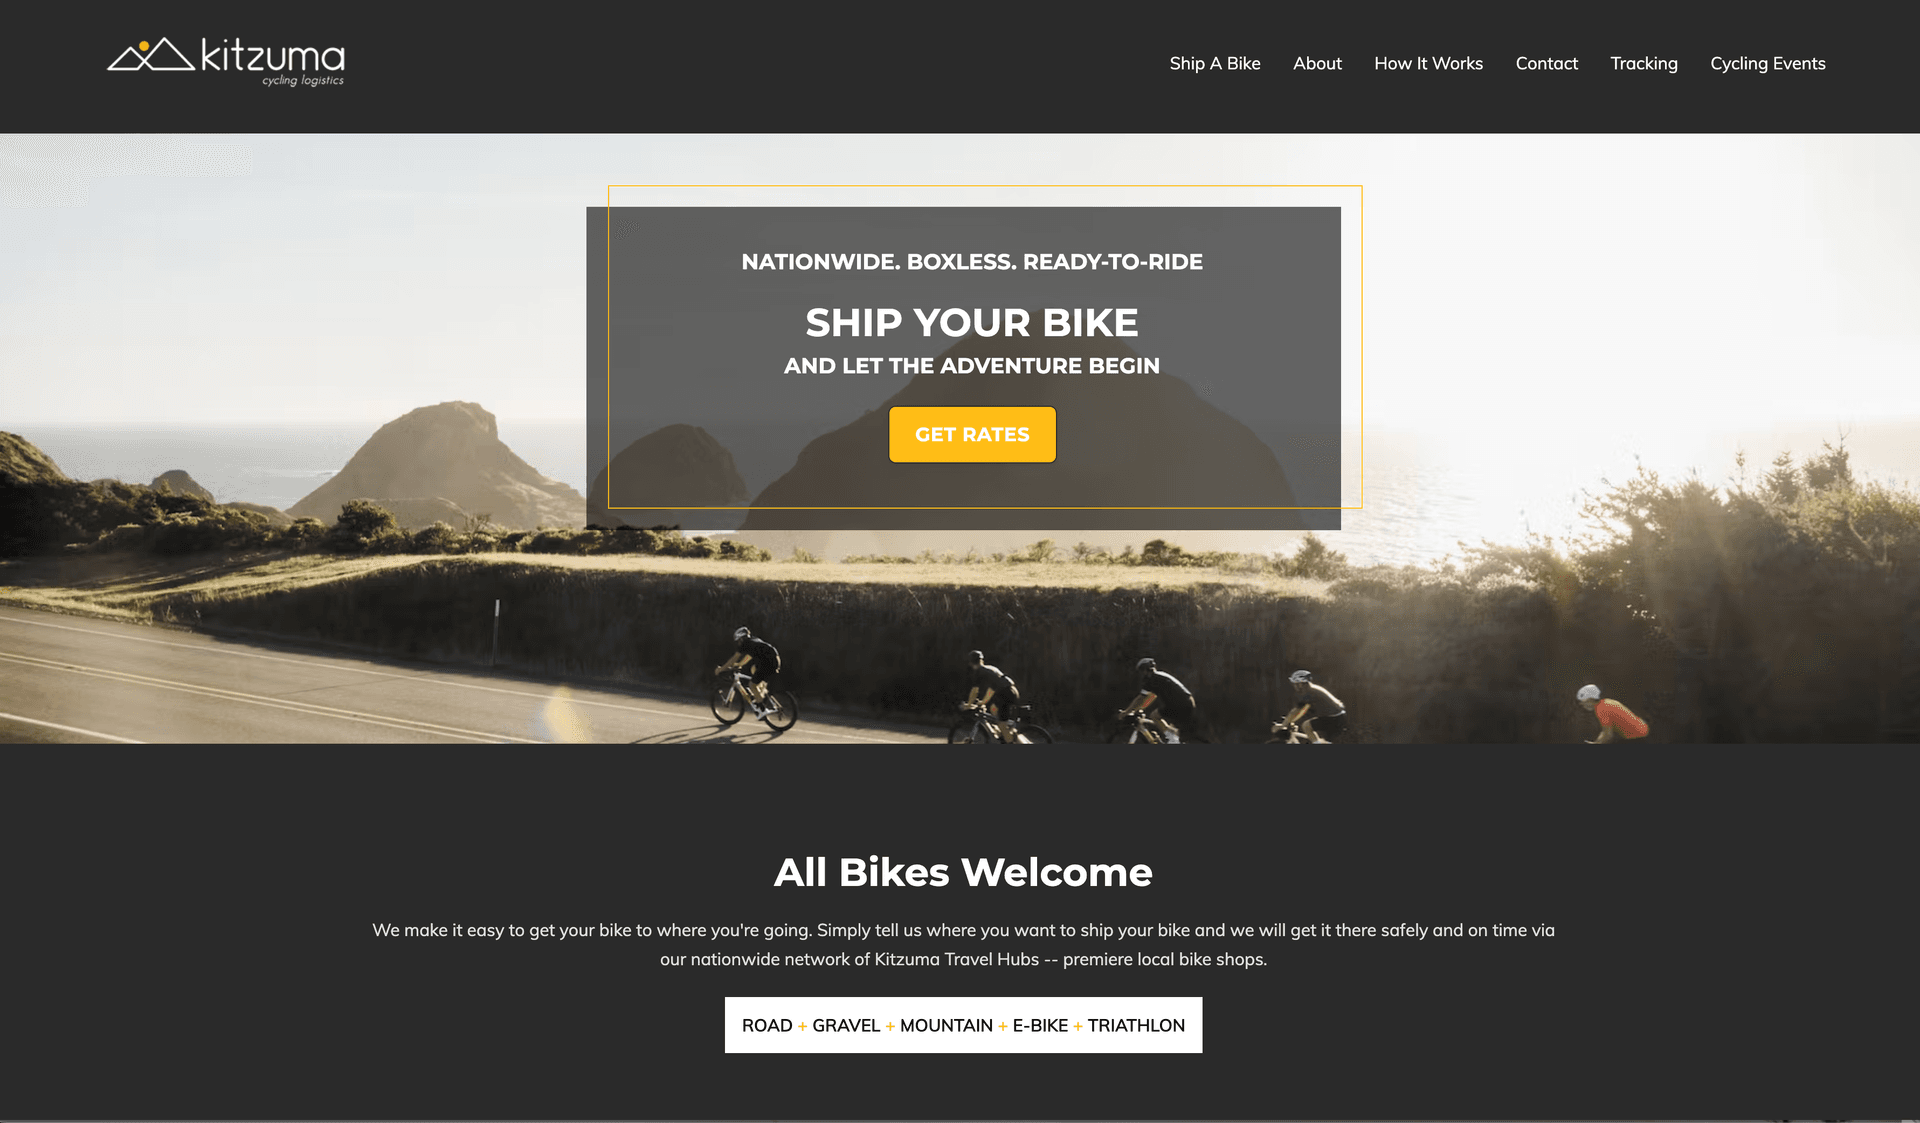 kitzuma
cycling logistics
Ship A Bike
About
How It Works
Contact
Tracking
Cycling Events
NATIONWIDE. BOXLESS. READY-TO-RIDE
SHIP YOUR BIKE
AND LET THE ADVENTURE BEGIN
GET RATES
All Bikes Welcome
We make it easy to get your bike to where you're going. Simply tell us where you want to ship your bike and we will get it there safely and on time via
our nationwide network of Kitzuma Travel Hubs -- premiere local bike shops.
ROAD + GRAVEL + MOUNTAIN + E-BIKE + TRIATHLON